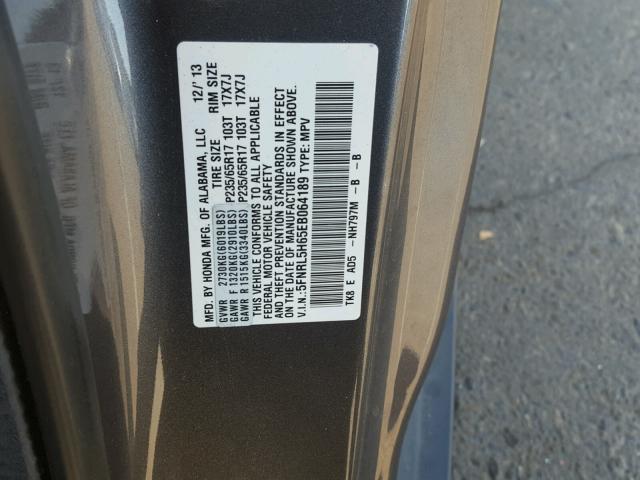 MFD. BY HONDA MFG. OF ALABAMA, LLC 12/'13
TIRE SIZE RIM SIZE
GVWR 2730KG(6019LBS)
GAWR F 1320KG(2910LBS) P235/65R17 103T 17X7J
GAWR R 1515KG(3340LBS) P235/65R17 103T 17X7J
THIS VEHICLE CONFORMS TO ALL APPLICABLE
FEDERAL MOTOR VEHICLE SAFETY
AND THEFT PREVENTION STANDARDS IN EFFECT
ON THE DATE OF MANUFACTURE SHOWN ABOVE.
V.I.N.:5FNRL5H65EB064189 TYPE: MPV
TK8 E AD5 -NH797M -B -B